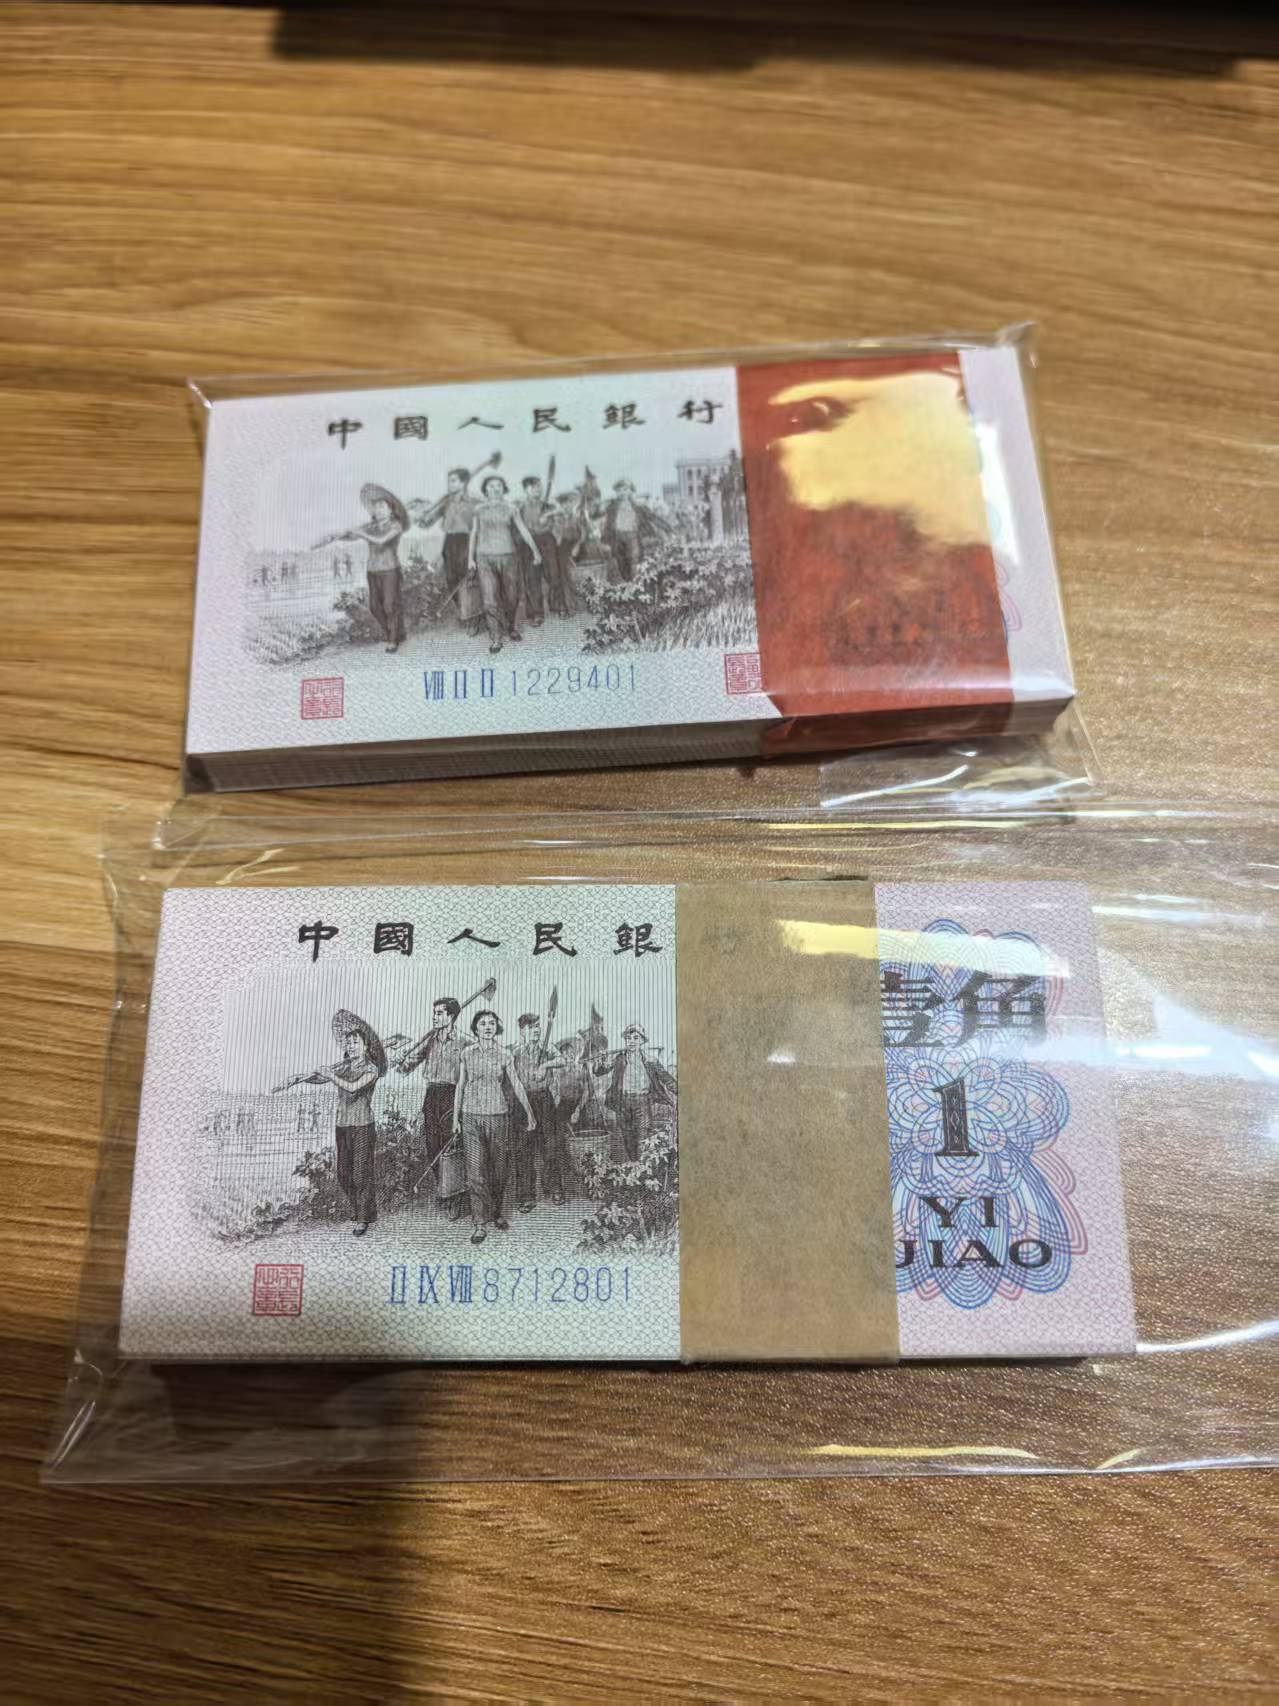 中國人民銀行
Ⅷ Ⅱ Ⅱ 1229401
中國人民銀
壹角
1
YI
JIAO
Ⅱ Ⅸ Ⅷ 8712801